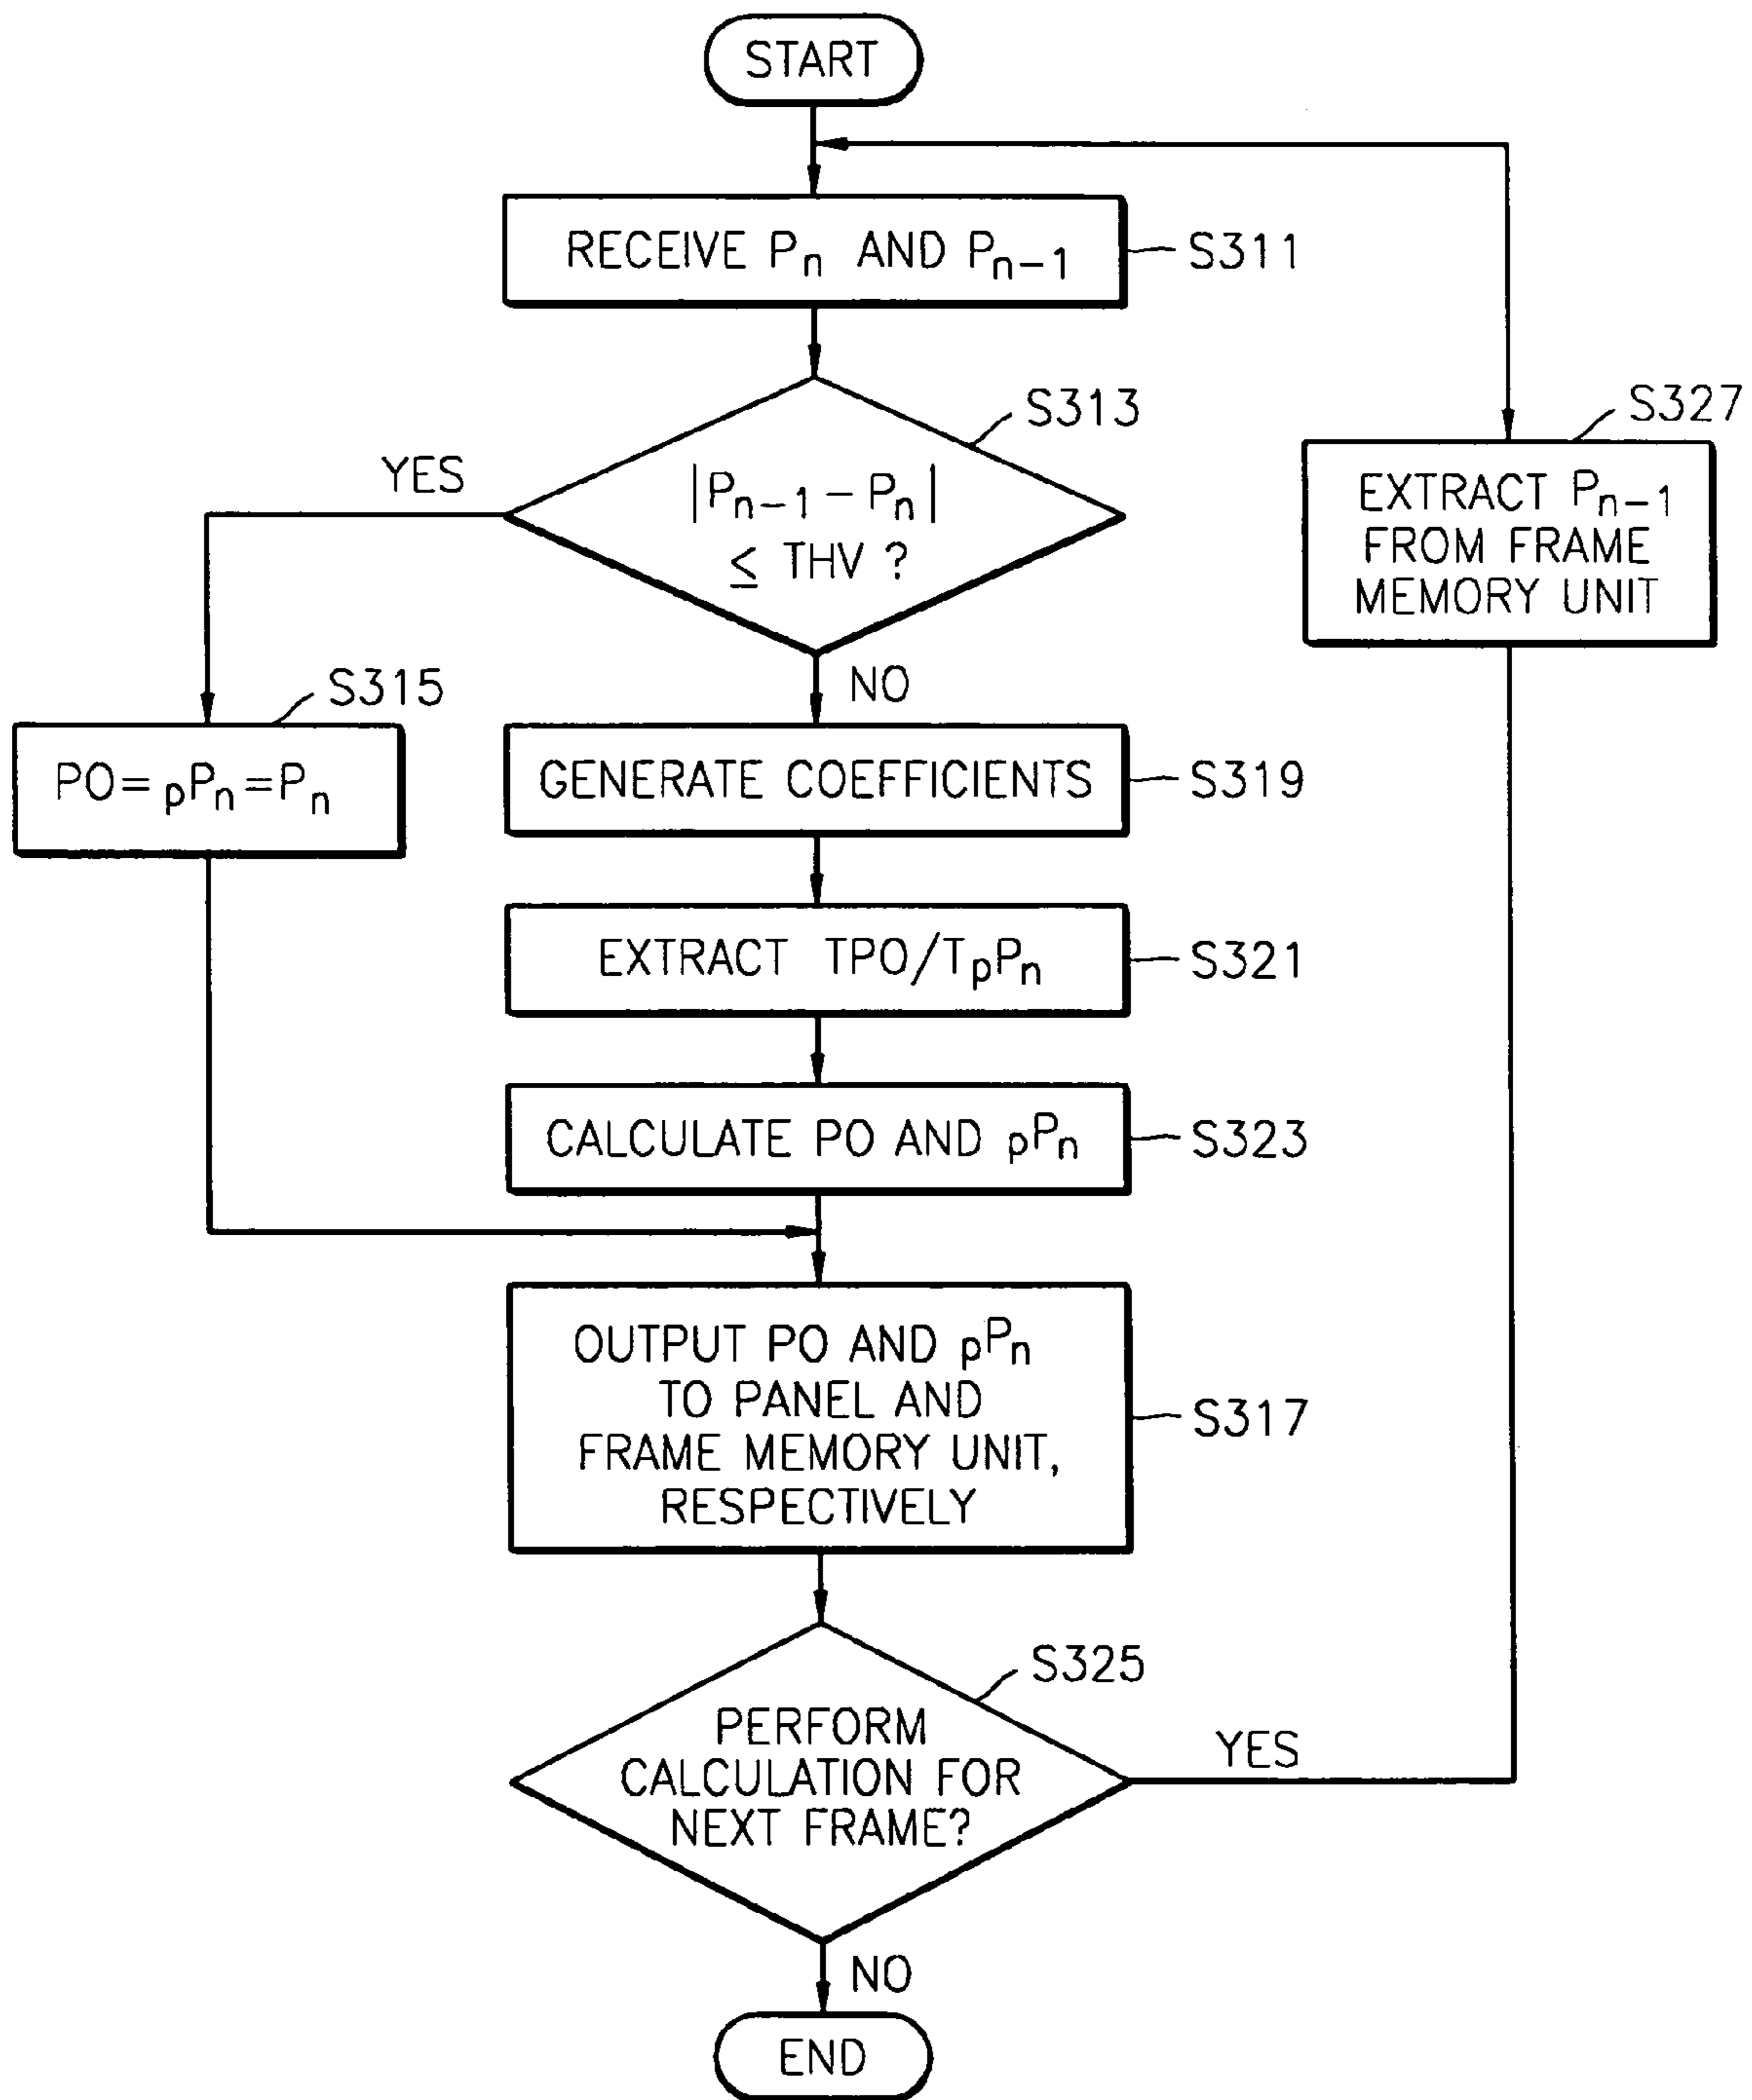 START
RECEIVE Pn AND Pn-1
S311
S313
YES
|Pn-1 - Pn|
≤ THV ?
S327
EXTRACT Pn-1
FROM FRAME
MEMORY UNIT
NO
S315
PO=pPn=Pn
GENERATE COEFFICIENTS
S319
EXTRACT TPO/TpPn
S321
CALCULATE PO AND pPn
S323
OUTPUT PO AND pPn
TO PANEL AND
FRAME MEMORY UNIT,
RESPECTIVELY
S317
S325
PERFORM
CALCULATION FOR
NEXT FRAME?
YES
NO
END